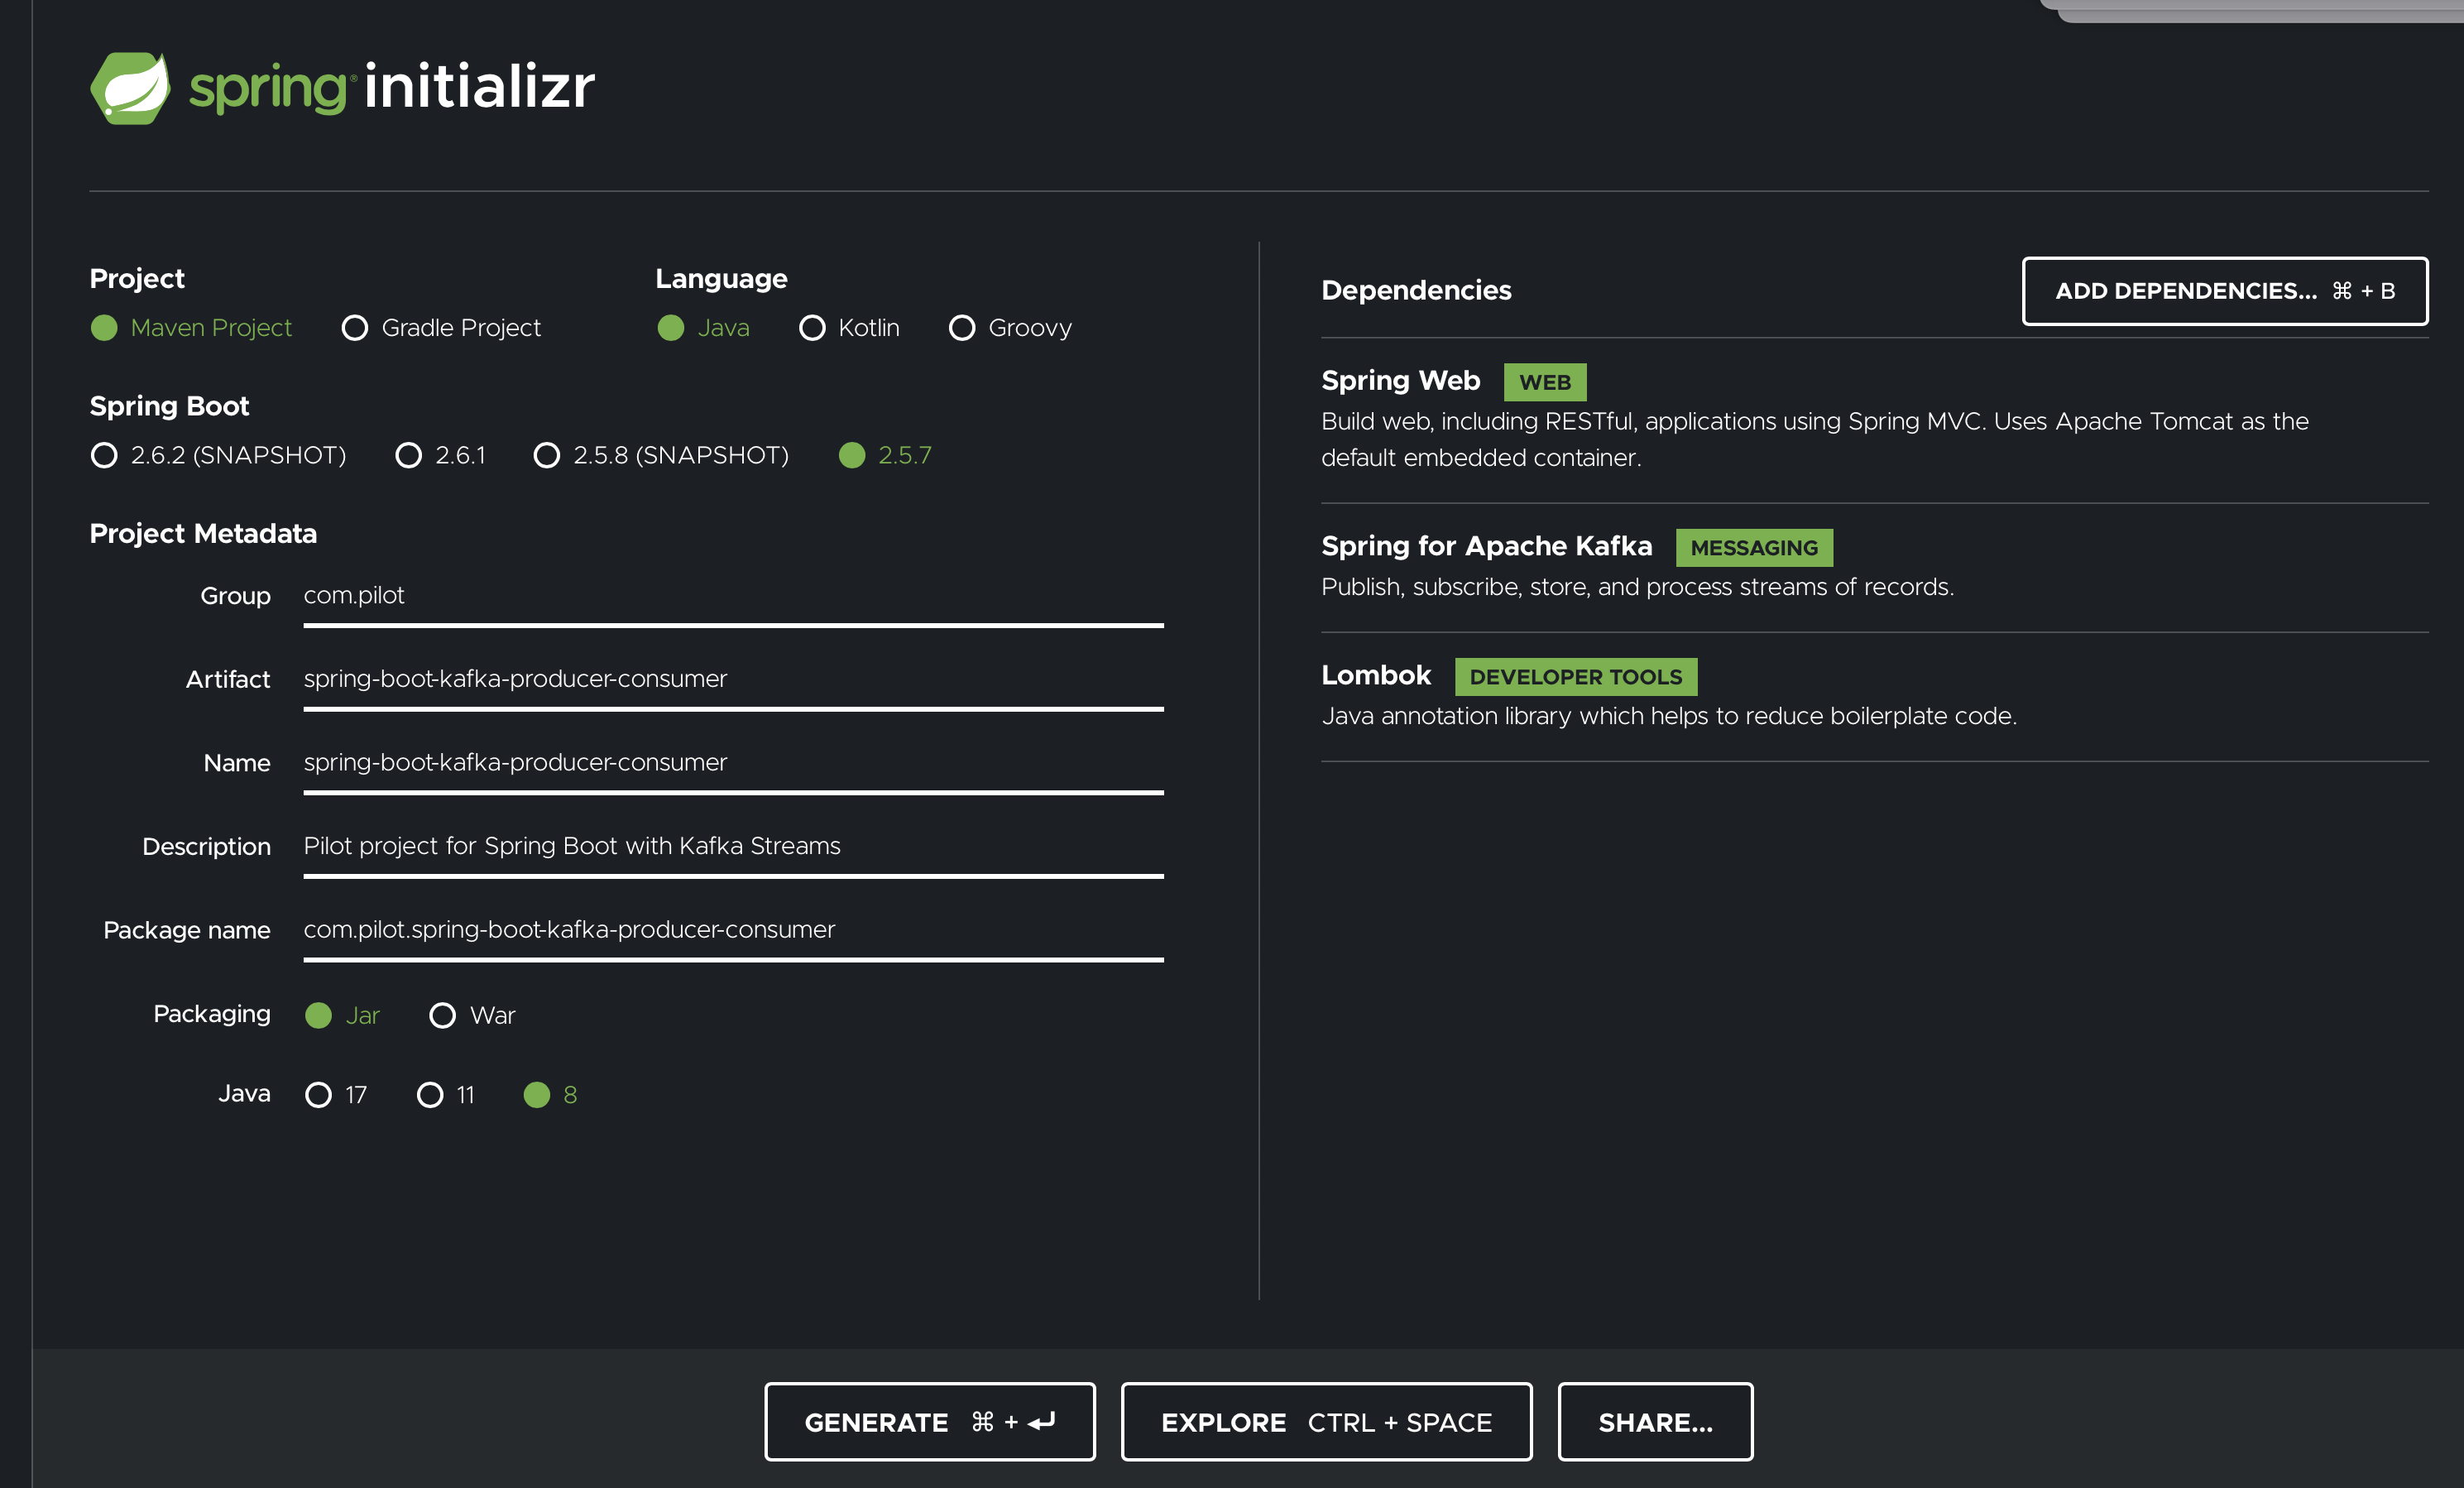 spring® initializr
Project
Maven Project Gradle Project
Language
Java Kotlin Groovy
Spring Boot
2.6.2 (SNAPSHOT) 2.6.1 2.5.8 (SNAPSHOT) 2.5.7
Project Metadata
Group com.pilot
Artifact spring-boot-kafka-producer-consumer
Name spring-boot-kafka-producer-consumer
Description Pilot project for Spring Boot with Kafka Streams
Package name com.pilot.spring-boot-kafka-producer-consumer
Packaging Jar War
Java 17 11 8
Dependencies
ADD DEPENDENCIES... ⌘ + B
Spring Web WEB
Build web, including RESTful, applications using Spring MVC. Uses Apache Tomcat as the
default embedded container.
Spring for Apache Kafka MESSAGING
Publish, subscribe, store, and process streams of records.
Lombok DEVELOPER TOOLS
Java annotation library which helps to reduce boilerplate code.
GENERATE ⌘ + ↵
EXPLORE CTRL + SPACE
SHARE...